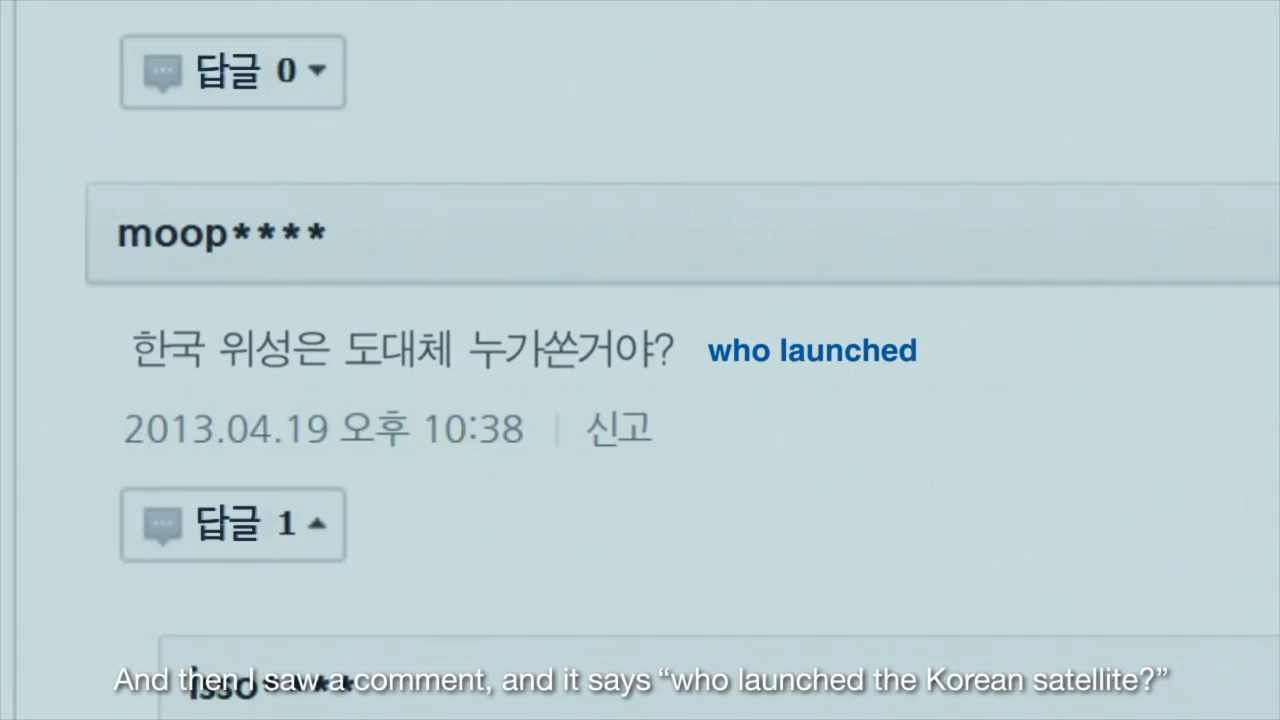 답글 0
moop****
한국 위성은 도대체 누가쏜거야? who launched
2013.04.19 오후 10:38 | 신고
답글 1
isso****
And then I saw a comment, and it says “who launched the Korean satellite?”